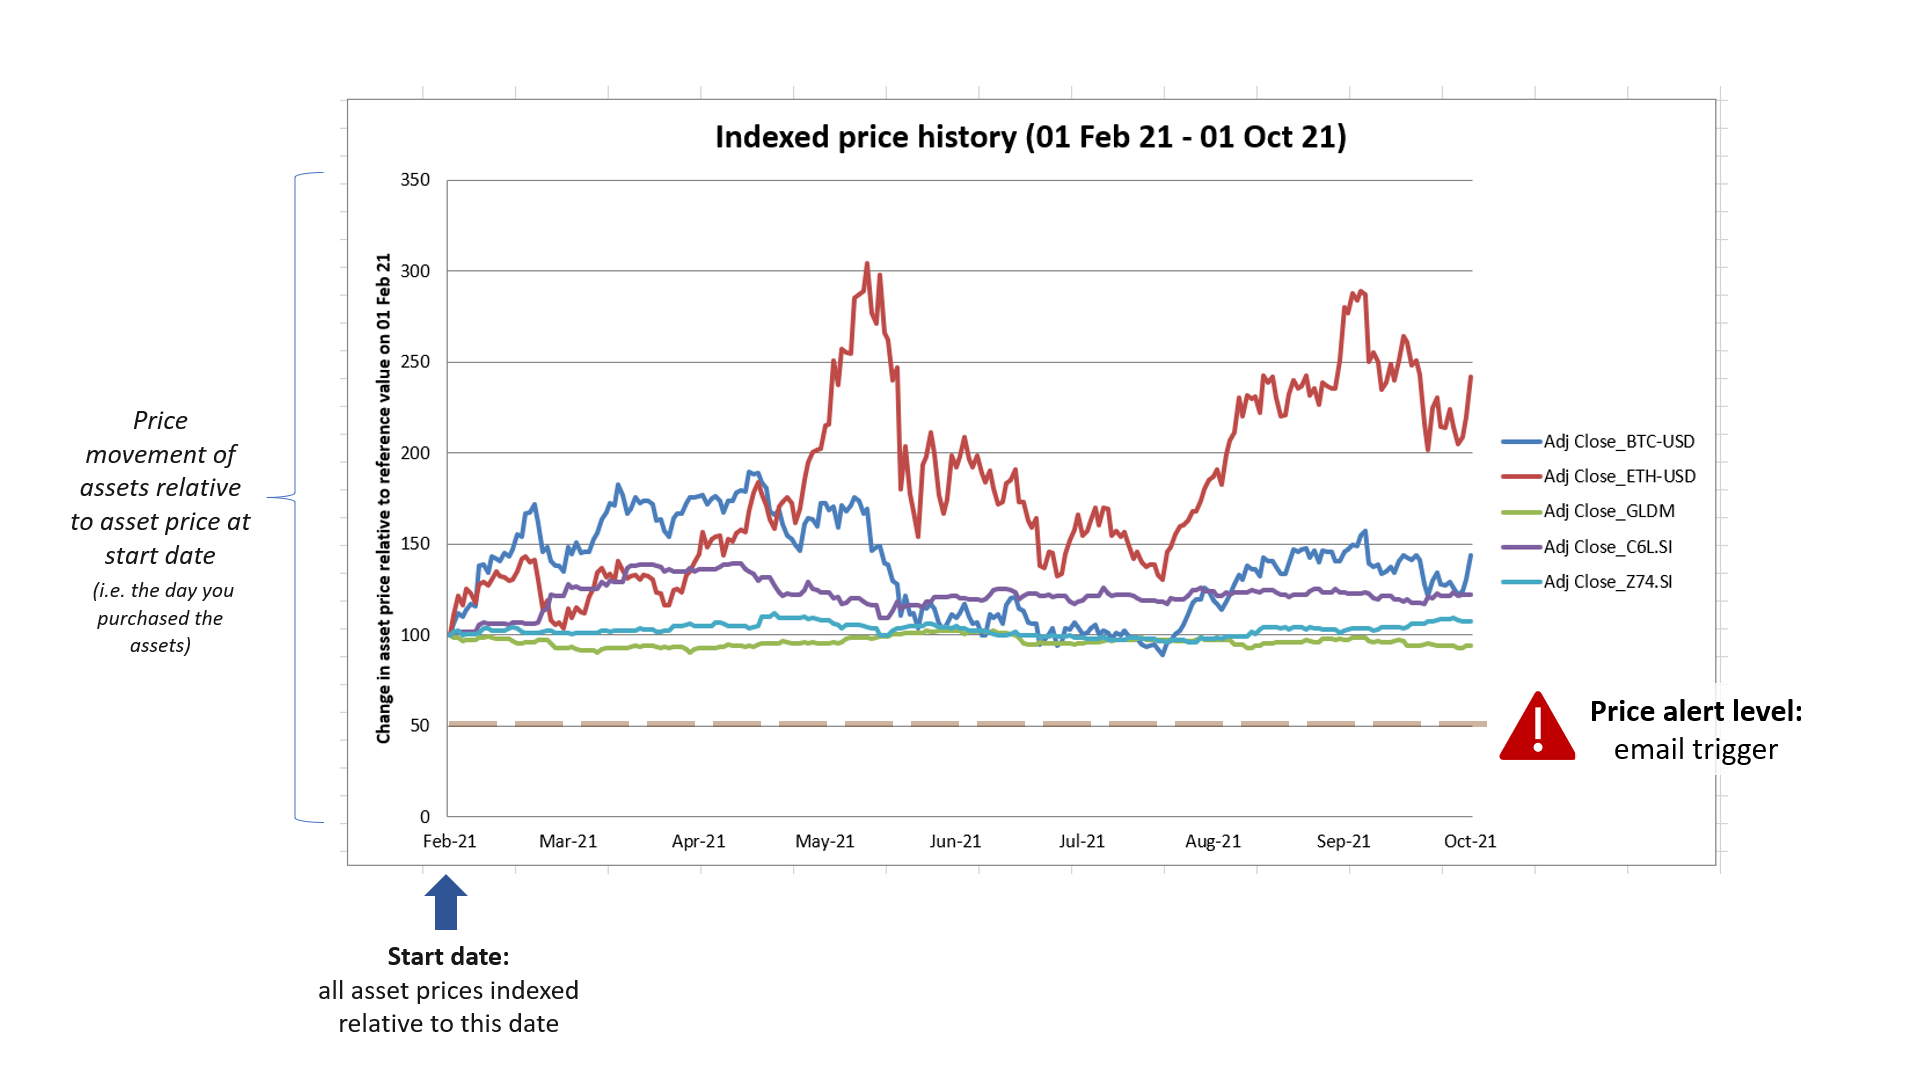 Indexed price history (01 Feb 21 - 01 Oct 21)
Change in asset price relative to reference value on 01 Feb 21
350
300
250
200
150
100
50
0
Feb-21 Mar-21 Apr-21 May-21 Jun-21 Jul-21 Aug-21 Sep-21 Oct-21
Adj Close_BTC-USD
Adj Close_ETH-USD
Adj Close_GLDM
Adj Close_C6L.SI
Adj Close_Z74.SI
Price
movement of
assets relative
to asset price at
start date
(i.e. the day you
purchased the
assets)
Price alert level:
email trigger
Start date:
all asset prices indexed
relative to this date